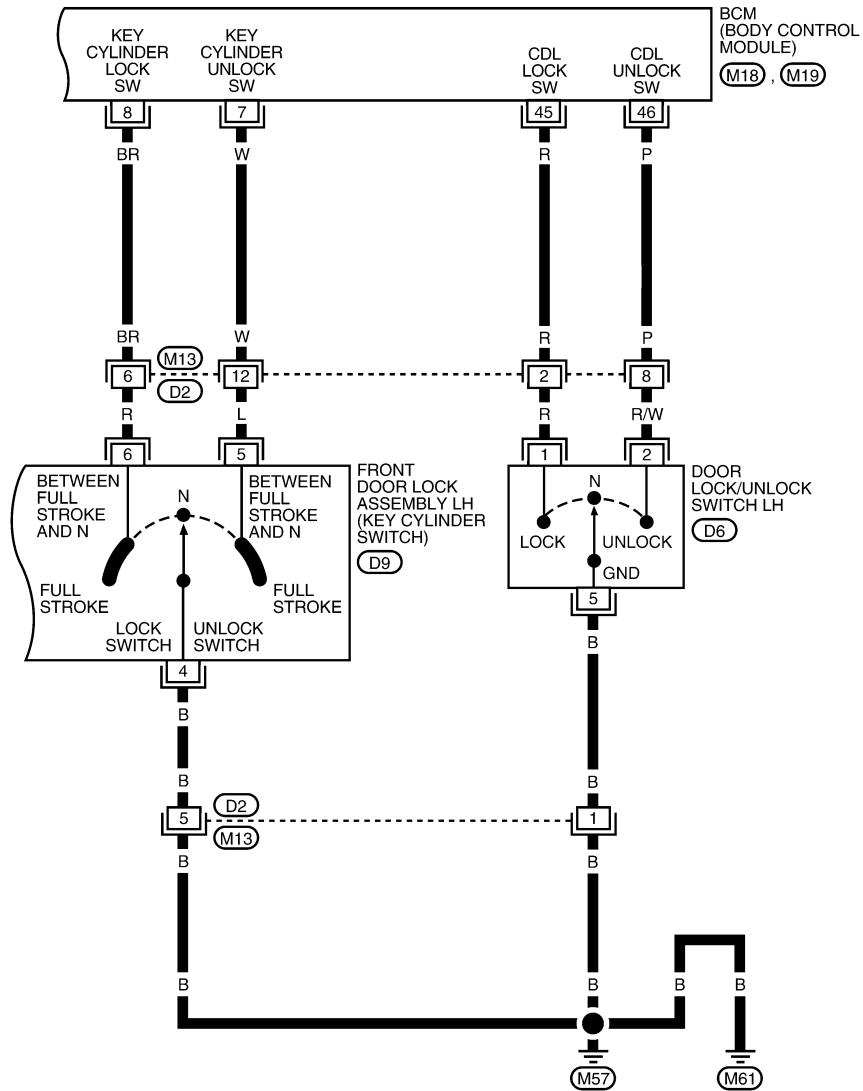 BCM
(BODY CONTROL
MODULE)
M18 , M19
KEY
CYLINDER
LOCK
SW
KEY
CYLINDER
UNLOCK
SW
CDL
LOCK
SW
CDL
UNLOCK
SW
8 7 45 46
BR W R P
BR W R P
M13
6 12 2 8
D2
R L R R/W
6 5 1 2
BETWEEN
FULL
STROKE
AND N
N
BETWEEN
FULL
STROKE
AND N
FULL
STROKE
FULL
STROKE
LOCK
SWITCH
UNLOCK
SWITCH
FRONT
DOOR LOCK
ASSEMBLY LH
(KEY CYLINDER
SWITCH)
D9
N
LOCK
UNLOCK
GND
DOOR
LOCK/UNLOCK
SWITCH LH
D6
5
4
B
B
B
B
D2
5 1
M13
B B
B B B B
M57 M61